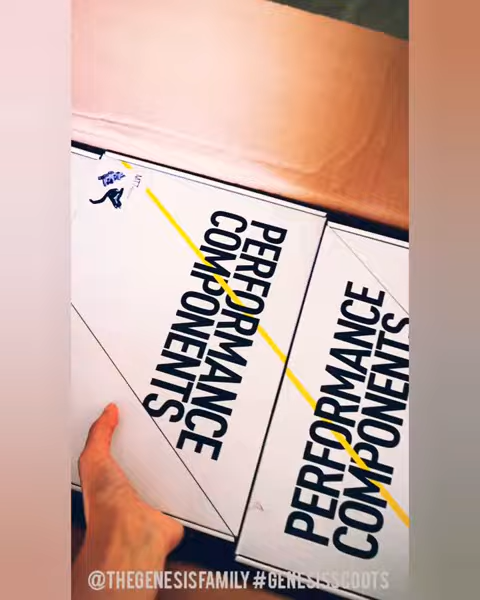 PERFORMANCE
COMPONENTS
PERFORMANCE
COMPONENTS
@THEGENESISFAMILY #GENESISSCOOTS